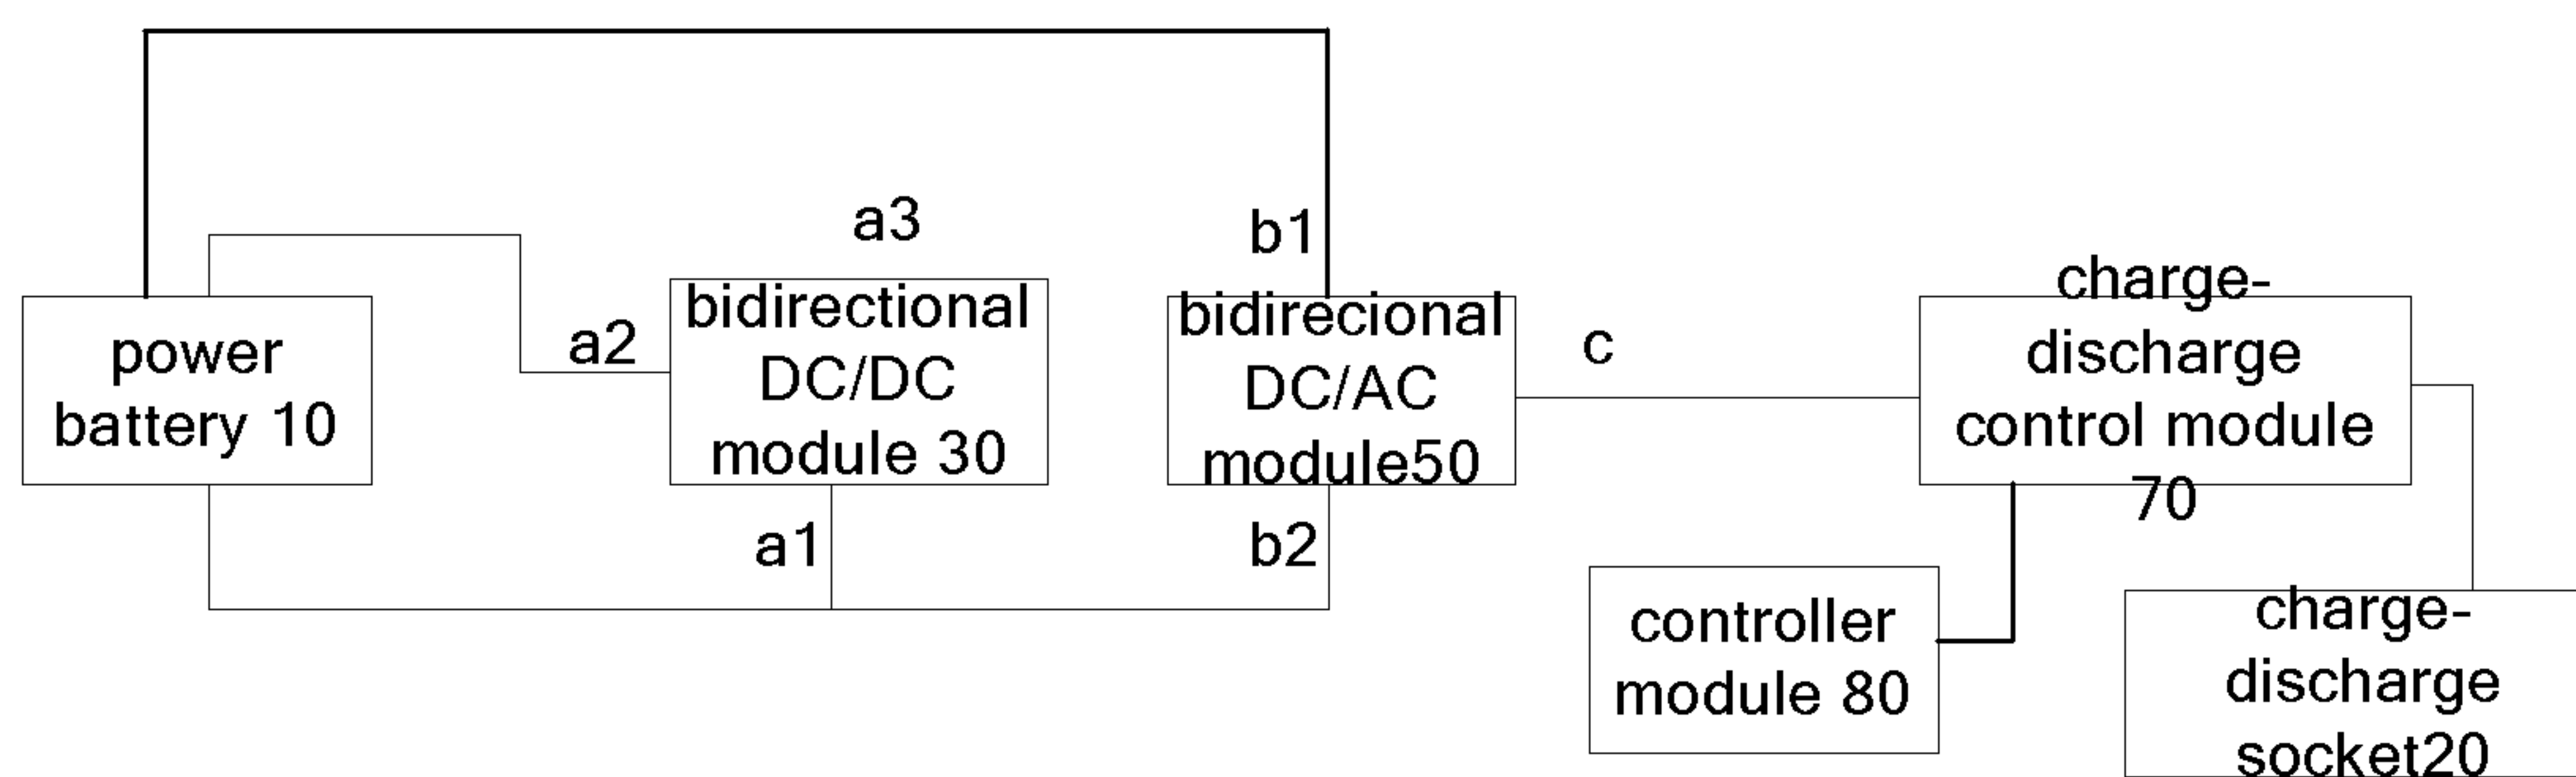 a3
b1
a2
c
power
battery 10
bidirectional
DC/DC
module 30
bidirecional
DC/AC
module50
charge-
discharge
control module
70
a1
b2
controller
module 80
charge-
discharge
socket20